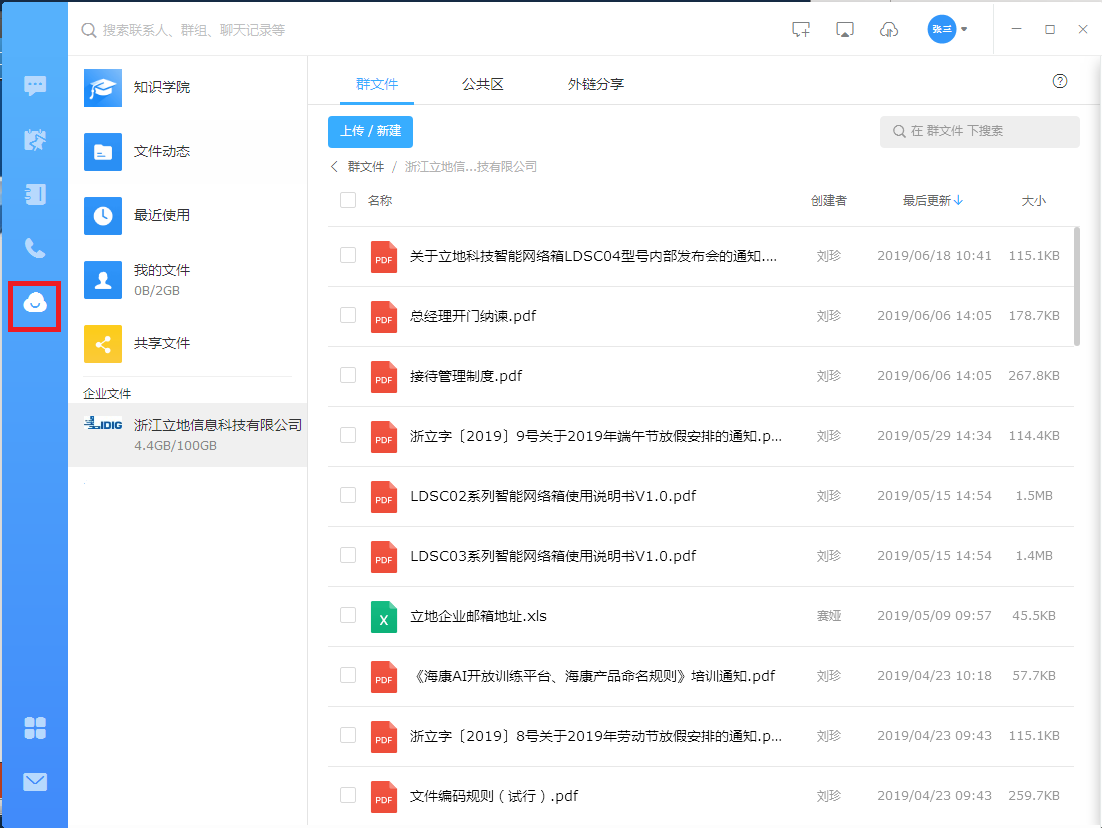 搜索联系人、群组、聊天记录等
张三
知识学院
文件动态
最近使用
我的文件
0B/2GB
共享文件
企业文件
LIDIG
浙江立地信息科技有限公司
4.4GB/100GB
群文件 公共区 外链分享
上传 / 新建
在 群文件 下搜索
群文件 / 浙江立地信...技有限公司
名称 创建者 最后更新 大小
PDF 关于立地科技智能网络箱LDSC04型号内部发布会的通知.... 刘珍 2019/06/18 10:41 115.1KB
PDF 总经理开门纳谏.pdf 刘珍 2019/06/06 14:05 178.7KB
PDF 接待管理制度.pdf 刘珍 2019/06/06 14:05 267.8KB
PDF 浙立字〔2019〕9号关于2019年端午节放假安排的通知.p... 刘珍 2019/05/29 14:34 114.4KB
PDF LDSC02系列智能网络箱使用说明书V1.0.pdf 刘珍 2019/05/15 14:54 1.5MB
PDF LDSC03系列智能网络箱使用说明书V1.0.pdf 刘珍 2019/05/15 14:54 1.4MB
X 立地企业邮箱地址.xls 赛娅 2019/05/09 09:57 45.5KB
PDF 《海康AI开放训练平台、海康产品命名规则》培训通知.pdf 刘珍 2019/04/23 10:18 57.7KB
PDF 浙立字〔2019〕8号关于2019年劳动节放假安排的通知.p... 刘珍 2019/04/23 09:43 115.1KB
PDF 文件编码规则（试行）.pdf 刘珍 2019/04/23 09:43 259.7KB